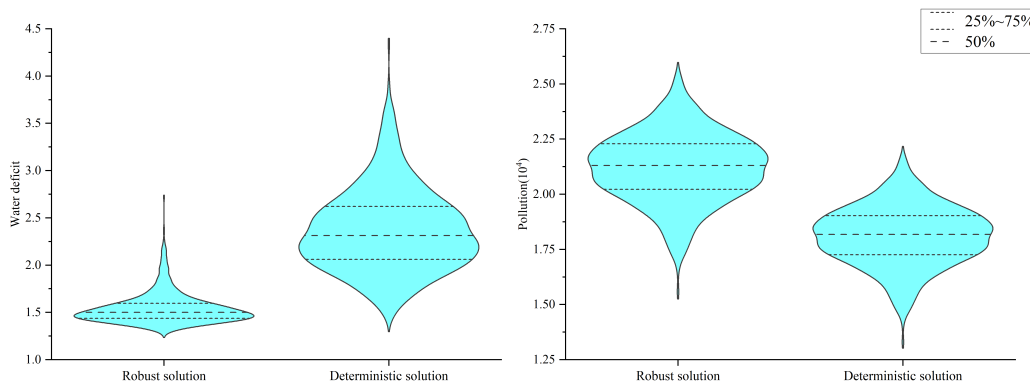 4.5
4.0
3.5
3.0
2.5
2.0
1.5
1.0
Water deficit
Robust solution
Deterministic solution
2.75
2.50
2.25
2.00
1.75
1.50
1.25
Pollution(10⁴)
Robust solution
Deterministic solution
25%~75%
50%